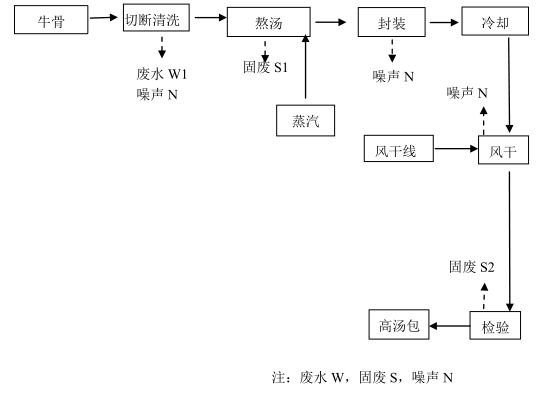 牛骨
切断清洗
熬汤
封装
冷却
废水 W1
噪声 N
固废 S1
噪声 N
噪声 N
蒸汽
风干线
风干
固废 S2
高汤包
检验
注：废水 W，固废 S，噪声 N